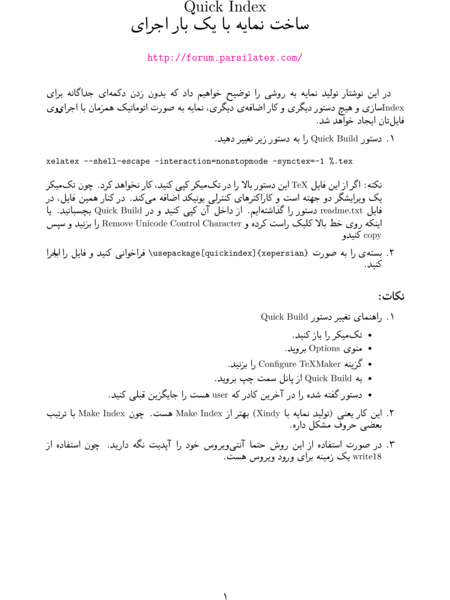 Quick Index
ساخت نمایه با یک بار اجرای
http://forum.parsilatex.com/
در این نوشتار تولید نمایه به روشی را توضیح خواهیم داد که بدون زدن دکمه‌ای جداگانه برای
Indexسازی و هیچ دستور دیگری و کار اضافه‌ی دیگری، نمایه به صورت اتوماتیک همزمان با اجرای روی
فایل‌تان ایجاد خواهد شد.
۱. دستور Quick Build را به دستور زیر تغییر دهید.
xelatex --shell-escape -interaction=nonstopmode -synctex=-1 %.tex
نکته: اگر از این فایل TeX این دستور بالا را در تک‌میکر کپی کنید، کار نخواهد کرد. چون تک‌میکر
یک ویرایشگر دو جهته است و کاراکترهای کنترلی یونیکد اضافه می‌کند. در کنار همین فایل، در
فایل readme.txt دستور را گذاشته‌ایم. از داخل آن کپی کنید و در Quick Build بچسبانید. یا
اینکه روی خط بالا کلیک راست کرده و Remove Unicode Control Character را بزنید و سپس
copy کنید
۲. بسته‌ی را به صورت \usepackage[quickindex]{xepersian} فراخوانی کنید و فایل را اجرا
کنید.
نکات:
۱. راهنمای تغییر دستور Quick Build
• تک‌میکر را باز کنید.
• منوی Options بروید.
• گزینه Configure TeXMaker را بزنید.
• به Quick Build از پانل سمت چپ بروید.
• دستور گفته شده را در آخرین کادر که user هست را جایگزین قبلی کنید.
۲. این کار یعنی (تولید نمایه با Xindy) بهتر از Make Index هست. چون Make Index با ترتیب
بعضی حروف مشکل داره.
۳. در صورت استفاده از این روش حتما آنتی‌ویروس خود را آپدیت نگه دارید. چون استفاده از
write18 یک زمینه برای ورود ویروس هست.
۱